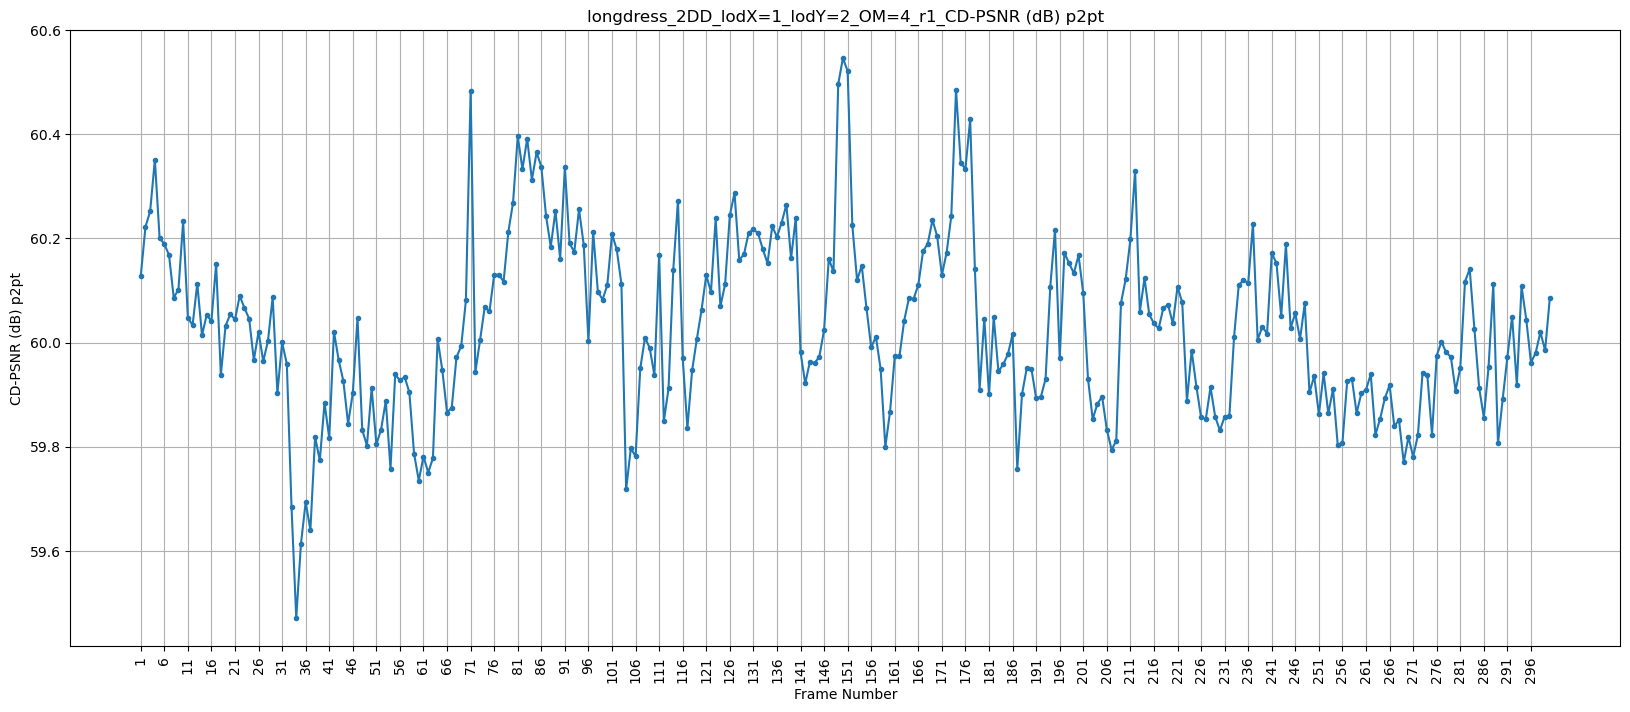 longdress_2DD_lodX=1_lodY=2_OM=4_r1_CD-PSNR (dB) p2pt
CD-PSNR (dB) p2pt
60.6
60.4
60.2
60.0
59.8
59.6
1 6 11 16 21 26 31 36 41 46 51 56 61 66 71 76 81 86 91 96 101 106 111 116 121 126 131 136 141 146 151 156 161 166 171 176 181 186 191 196 201 206 211 216 221 226 231 236 241 246 251 256 261 266 271 276 281 286 291 296
Frame Number